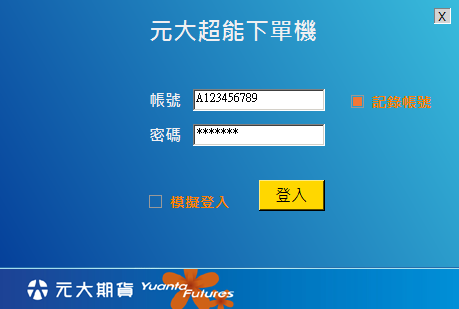 X
元大超能下單機
帳號 A123456789 記錄帳號
密碼 *******
模擬登入 登入
元大期貨 Yuanta Futures